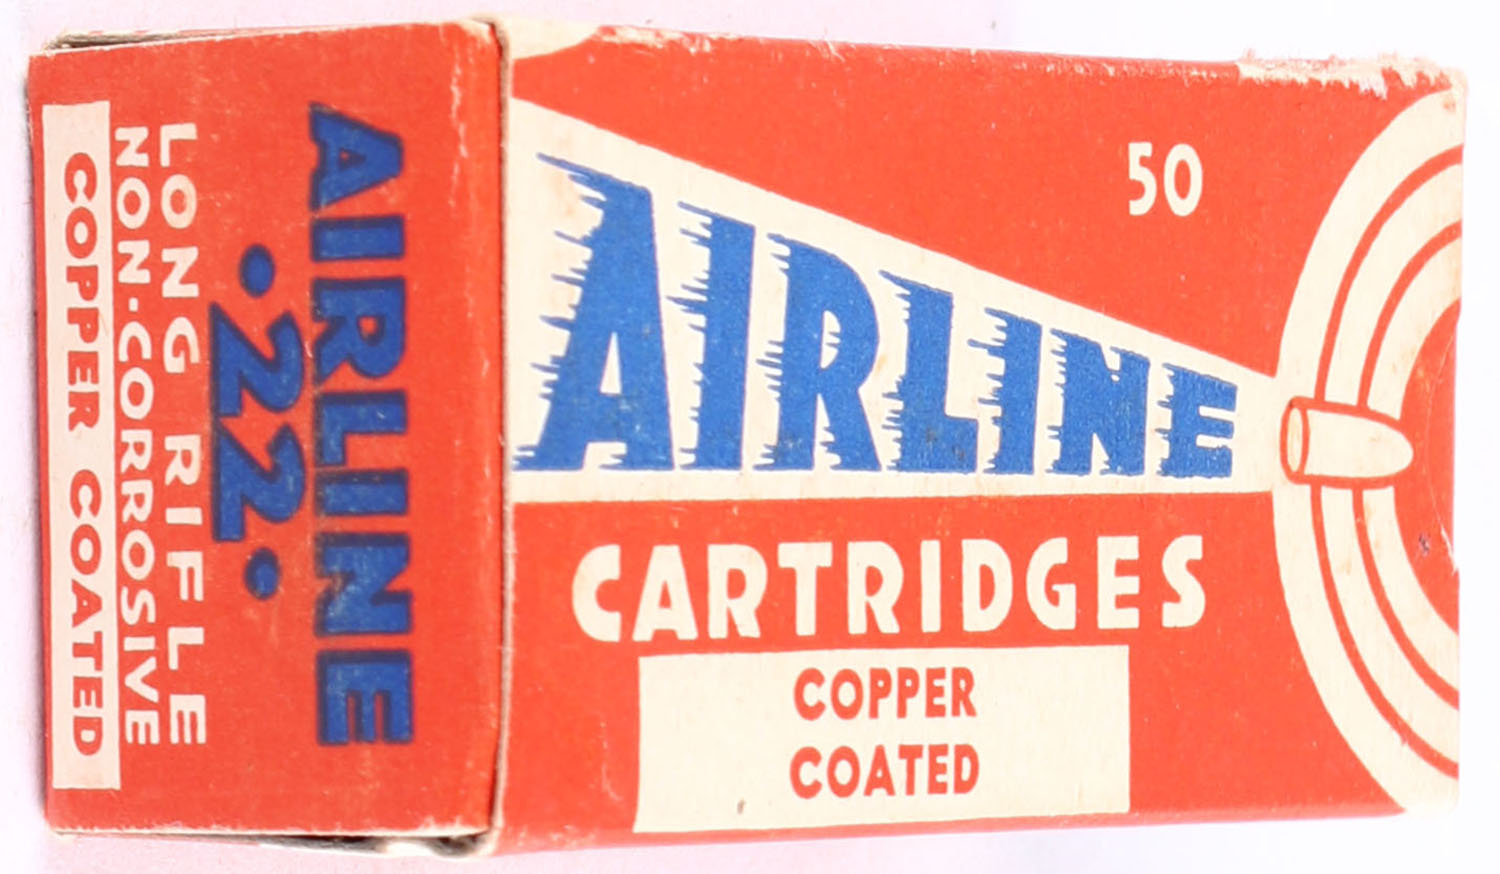 AIRLINE
.22.
LONG RIFLE
NON-CORROSIVE
COPPER COATED
50
AIRLINE
CARTRIDGES
COPPER
COATED